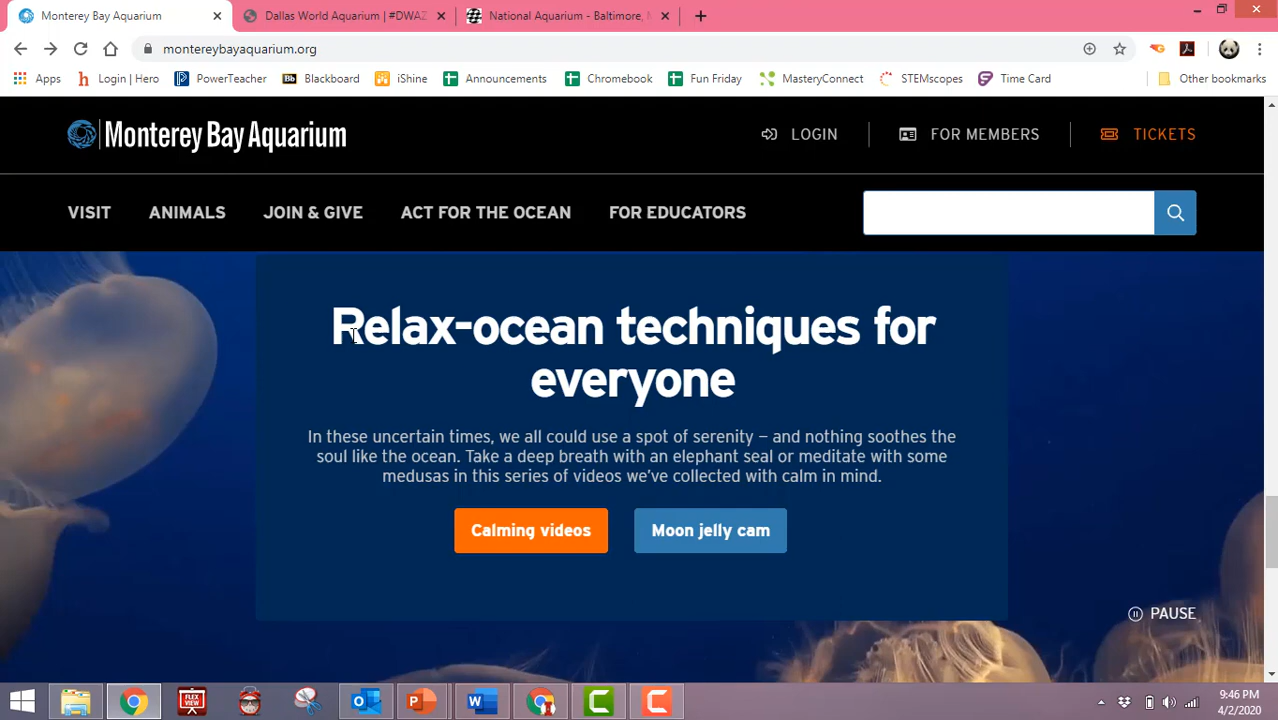 Monterey Bay Aquarium
Dallas World Aquarium | #DWAZ
National Aquarium - Baltimore,
montereybayaquarium.org
Apps
Login | Hero
PowerTeacher
Bb Blackboard
iShine
Announcements
Chromebook
Fun Friday
MasteryConnect
STEMscopes
Time Card
Other bookmarks
Monterey Bay Aquarium
LOGIN
FOR MEMBERS
TICKETS
VISIT
ANIMALS
JOIN & GIVE
ACT FOR THE OCEAN
FOR EDUCATORS
Relax-ocean techniques for
everyone
In these uncertain times, we all could use a spot of serenity – and nothing soothes the
soul like the ocean. Take a deep breath with an elephant seal or meditate with some
medusas in this series of videos we've collected with calm in mind.
Calming videos
Moon jelly cam
PAUSE
FLEX
VIEW
9:46 PM
4/2/2020